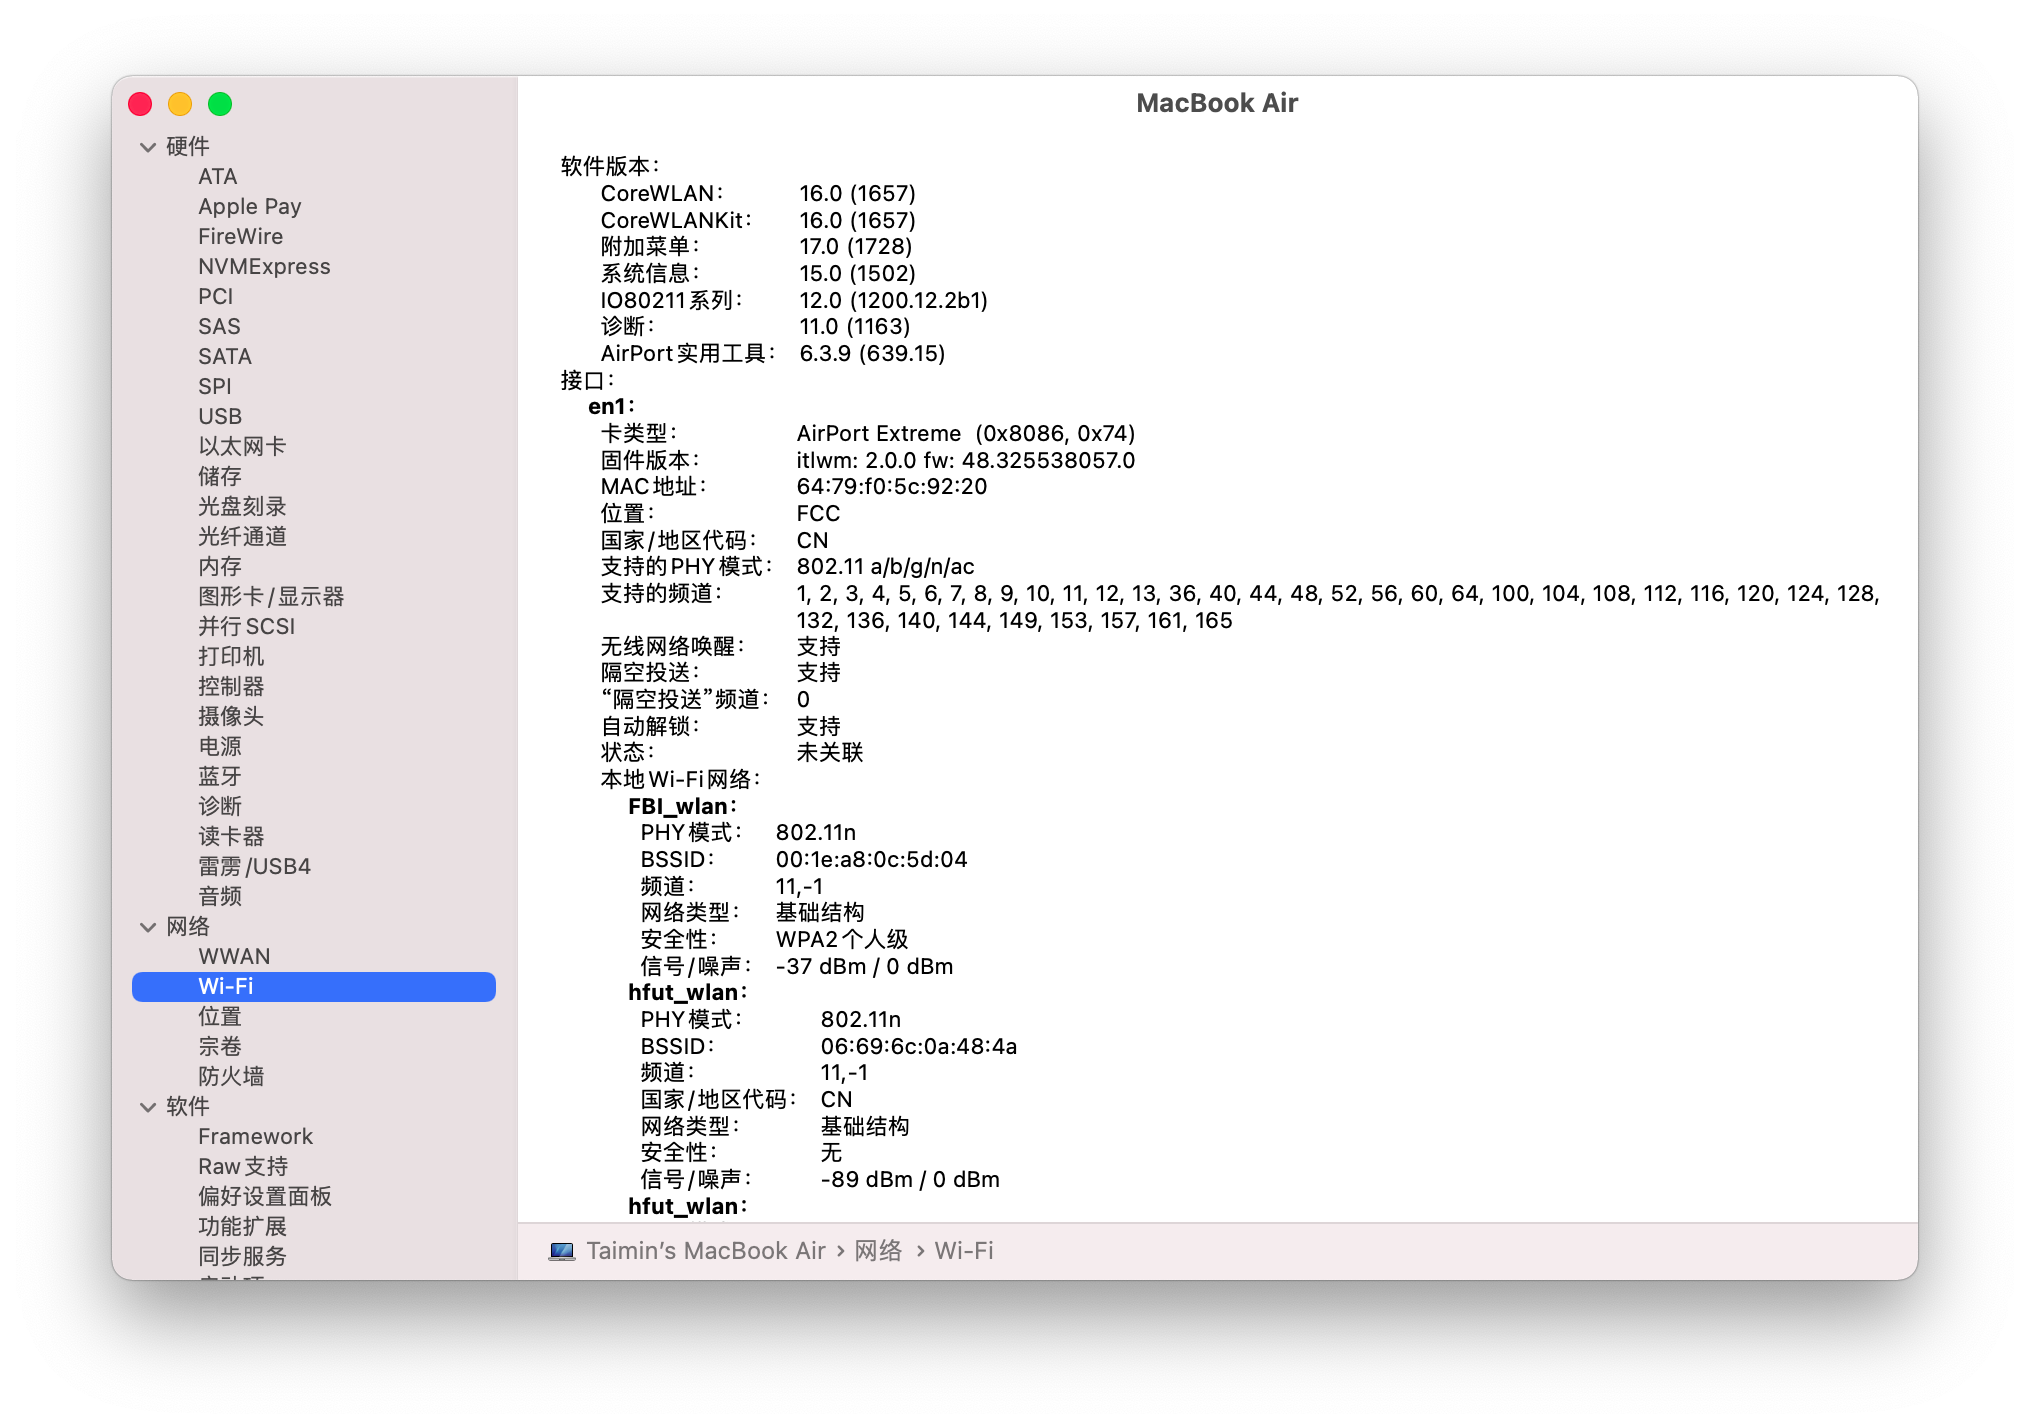 MacBook Air
硬件
ATA
Apple Pay
FireWire
NVMExpress
PCI
SAS
SATA
SPI
USB
以太网卡
储存
光盘刻录
光纤通道
内存
图形卡/显示器
并行SCSI
打印机
控制器
摄像头
电源
蓝牙
诊断
读卡器
雷雳/USB4
音频
网络
WWAN
Wi-Fi
位置
宗卷
防火墙
软件
Framework
Raw支持
偏好设置面板
功能扩展
同步服务
软件版本：
CoreWLAN： 16.0 (1657)
CoreWLANKit： 16.0 (1657)
附加菜单： 17.0 (1728)
系统信息： 15.0 (1502)
IO80211系列： 12.0 (1200.12.2b1)
诊断： 11.0 (1163)
AirPort实用工具： 6.3.9 (639.15)
接口：
en1：
卡类型： AirPort Extreme (0x8086, 0x74)
固件版本： itlwm: 2.0.0 fw: 48.325538057.0
MAC地址： 64:79:f0:5c:92:20
位置： FCC
国家/地区代码： CN
支持的PHY模式： 802.11 a/b/g/n/ac
支持的频道： 1, 2, 3, 4, 5, 6, 7, 8, 9, 10, 11, 12, 13, 36, 40, 44, 48, 52, 56, 60, 64, 100, 104, 108, 112, 116, 120, 124, 128,
132, 136, 140, 144, 149, 153, 157, 161, 165
无线网络唤醒： 支持
隔空投送： 支持
“隔空投送”频道： 0
自动解锁： 支持
状态： 未关联
本地Wi-Fi网络：
FBI_wlan：
PHY模式： 802.11n
BSSID： 00:1e:a8:0c:5d:04
频道： 11,-1
网络类型： 基础结构
安全性： WPA2个人级
信号/噪声： -37 dBm / 0 dBm
hfut_wlan：
PHY模式： 802.11n
BSSID： 06:69:6c:0a:48:4a
频道： 11,-1
国家/地区代码： CN
网络类型： 基础结构
安全性： 无
信号/噪声： -89 dBm / 0 dBm
hfut_wlan：
Taimin’s MacBook Air › 网络 › Wi-Fi